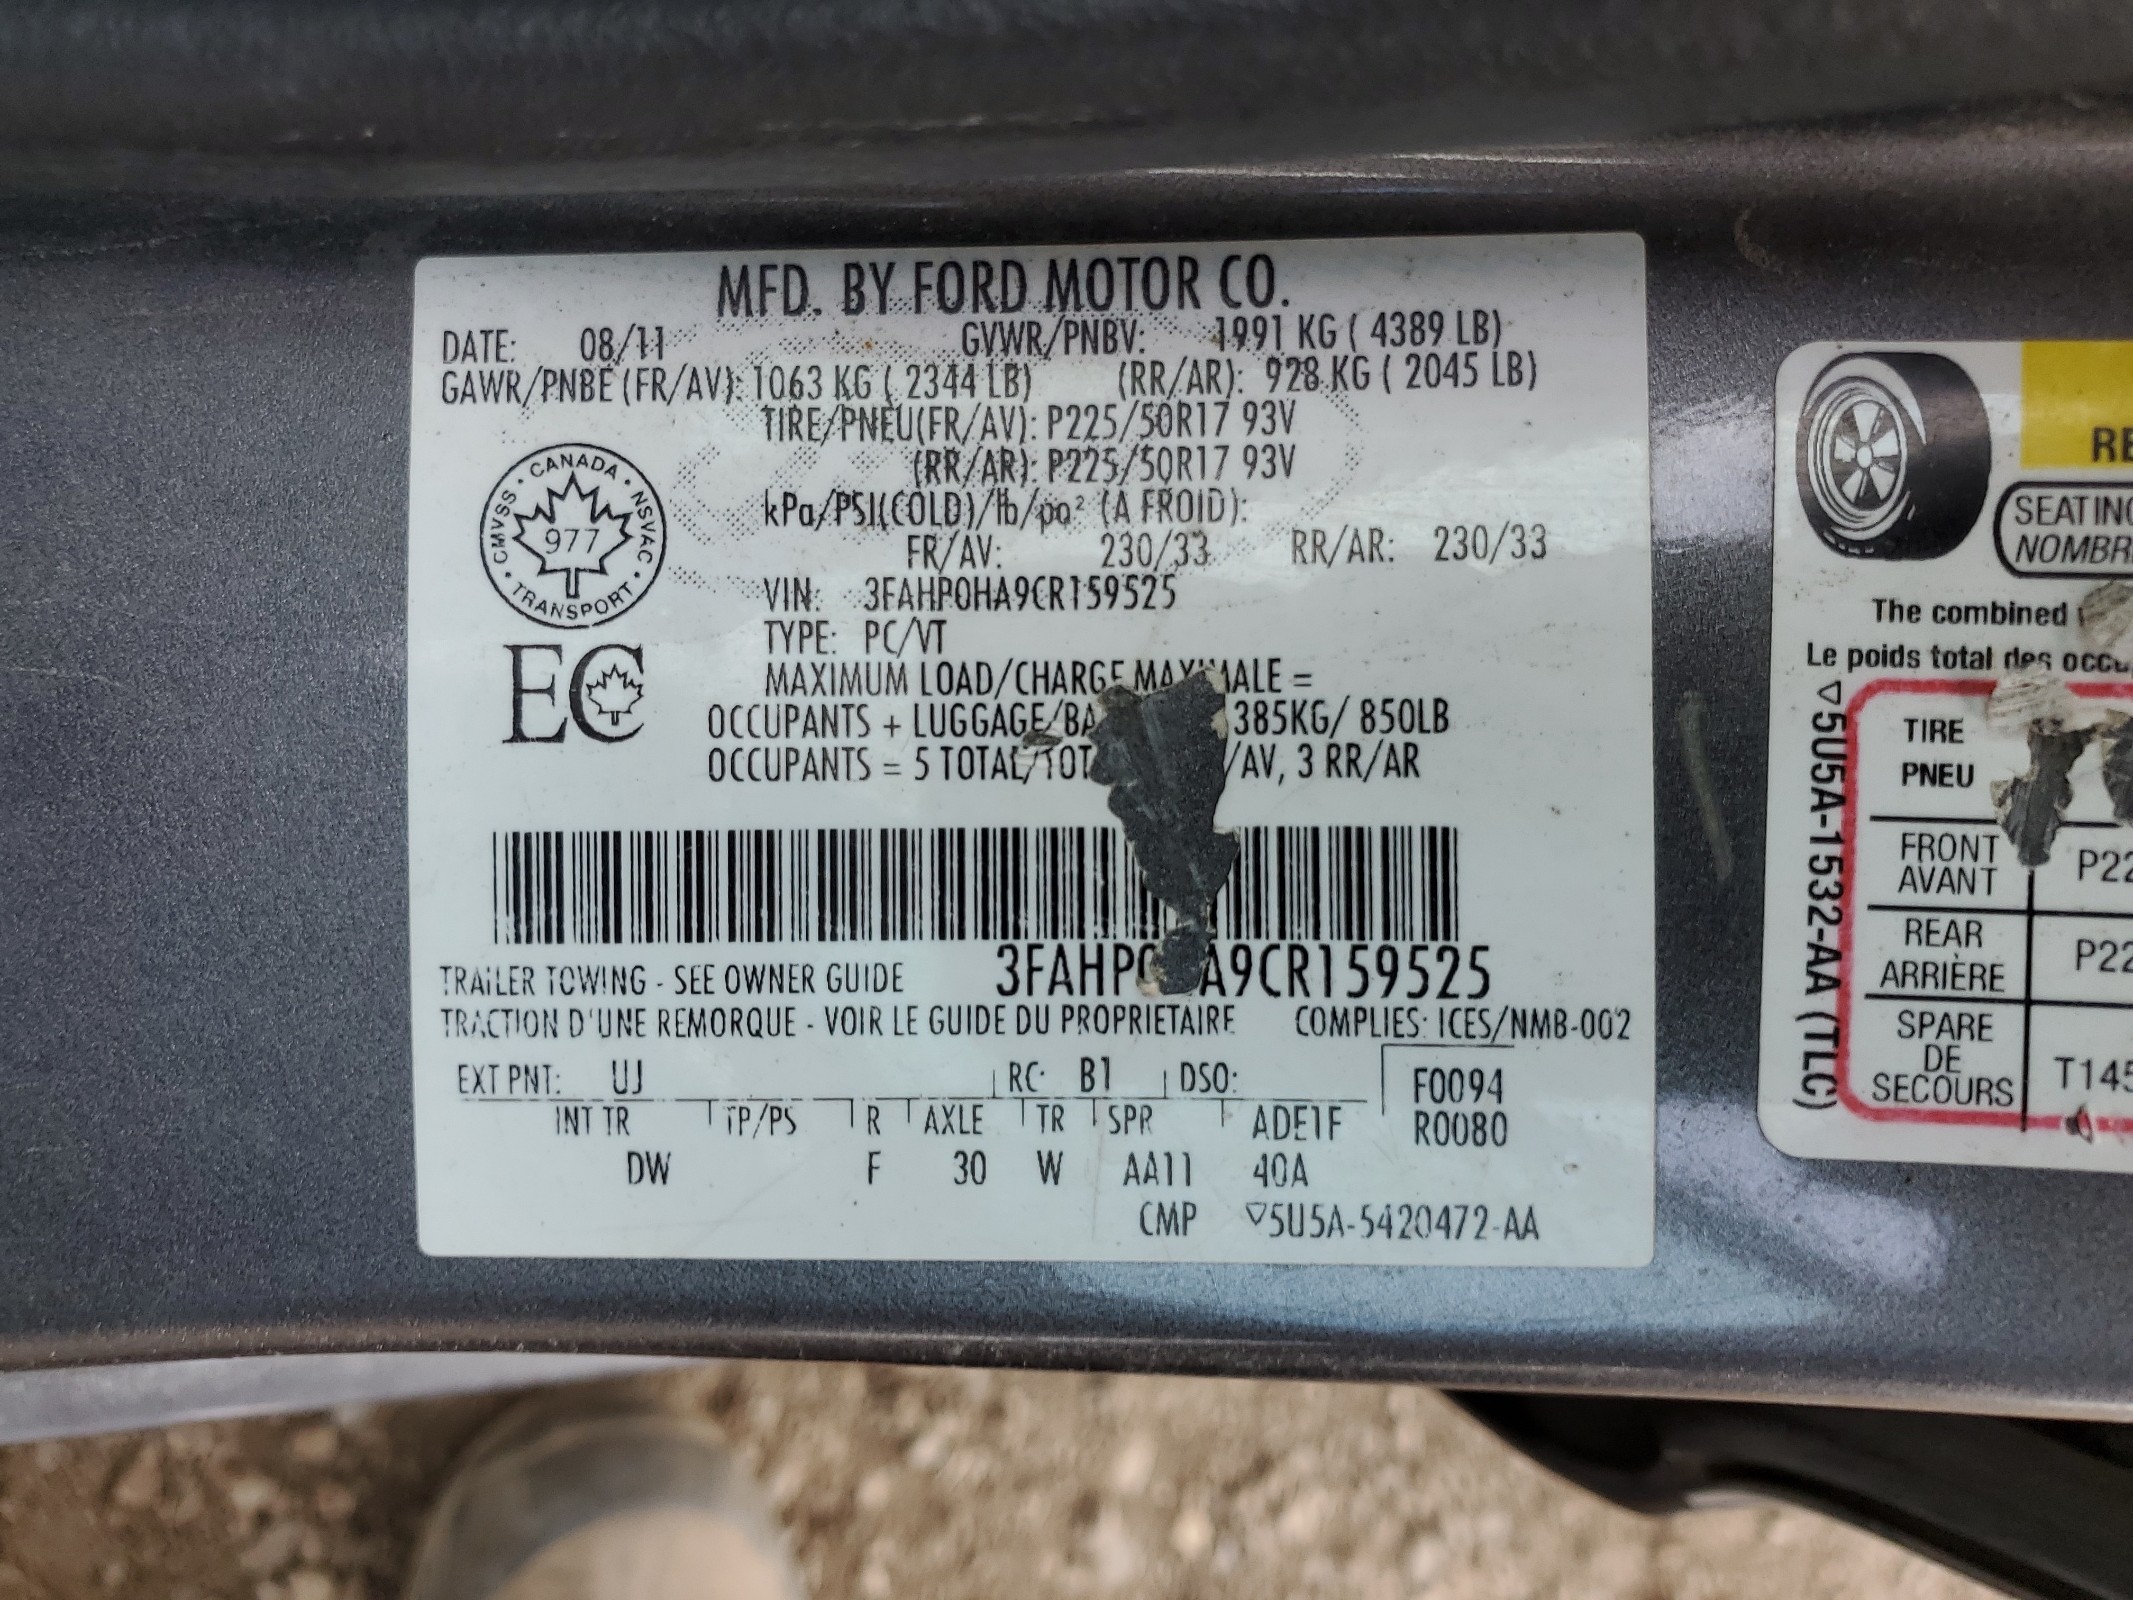 MFD. BY FORD MOTOR CO.
DATE: 08/11 GVWR/PNBV: 1991 KG ( 4389 LB)
GAWR/PNBE (FR/AV): 1063 KG ( 2344 LB) (RR/AR): 928 KG ( 2045 LB)
TIRE/PNEU(FR/AV): P225/50R17 93V
(RR/AR): P225/50R17 93V
kPa/PSI(COLD)/lb/po² (A FROID):
FR/AV: 230/33 RR/AR: 230/33
VIN: 3FAHP0HA9CR159525
TYPE: PC/VT
MAXIMUM LOAD/CHARGE MAXIMALE =
OCCUPANTS + LUGGAGE/BA 385KG/ 850LB
OCCUPANTS = 5 TOTAL/TOT /AV, 3 RR/AR
CANADA
CMVSS NSVAC
977
TRANSPORT
EC
3FAHP0 A9CR159525
TRAILER TOWING - SEE OWNER GUIDE
TRACTION D'UNE REMORQUE - VOIR LE GUIDE DU PROPRIETAIRE COMPLIES: ICES/NMB-002
EXT PNT: UJ RC: B1 DSO: F0094
INT TR TP/PS R AXLE TR SPR ADE1F R0080
DW F 30 W AA11 40A
CMP ▽5U5A-5420472-AA
RE
SEATING
NOMBR
The combined
Le poids total des occu
▽5U5A-1532-AA (TLC)
TIRE
PNEU
FRONT
AVANT P22
REAR
ARRIÈRE P22
SPARE
DE
SECOURS T145